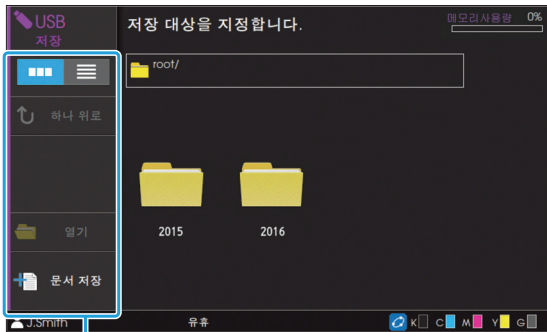 USB
저장
저장 대상을 지정합니다.
메모리사용량 0%
root/
하나 위로
열기
문서 저장
2015
2016
J.Smith
유휴
K C M Y G